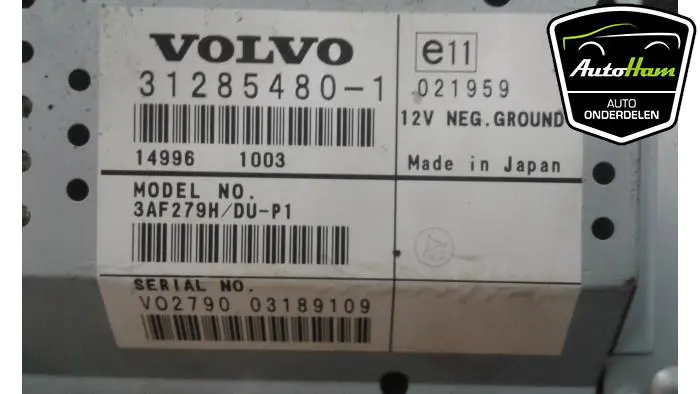 VOLVO
31285480-1
14996 1003
MODEL NO.
3AF279H/DU-P1
SERIAL NO.
VO2790 03189109
e11
021959
12V NEG.GROUND
Made in Japan
AutoHam
AUTO
ONDERDELEN